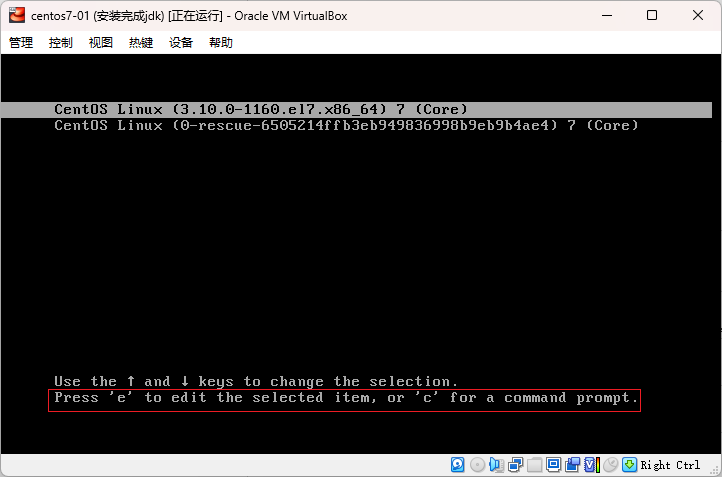 centos7-01 (安装完成jdk) [正在运行] - Oracle VM VirtualBox
管理 控制 视图 热键 设备 帮助
CentOS Linux (3.10.0-1160.el7.x86_64) 7 (Core)
CentOS Linux (0-rescue-6505214ffb3eb949836998b9eb9b4ae4) 7 (Core)
Use the ↑ and ↓ keys to change the selection.
Press 'e' to edit the selected item, or 'c' for a command prompt.
Right Ctrl